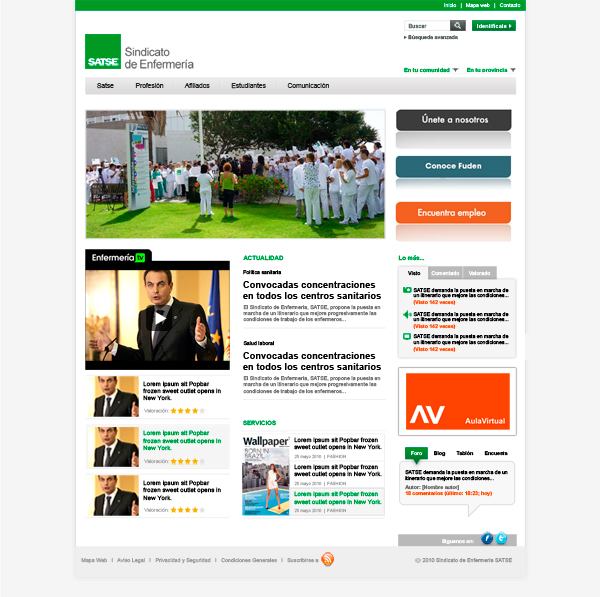 Inicio | Mapa web | Contacto
Buscar
Identifícate
Búsqueda avanzada
SATSE
Sindicato
de Enfermería
En tu comunidad
En tu provincia
Satse
Profesión
Afiliados
Estudiantes
Comunicación
Únete a nosotros
Conoce Fuden
Encuentra empleo
Enfermería tv
Lorem ipsum sit Popbar
frozen sweet outlet opens in
New York.
Valoración:
Lorem ipsum sit Popbar
frozen sweet outlet opens in
New York.
Valoración:
Lorem ipsum sit Popbar
frozen sweet outlet opens in
New York.
Valoración:
ACTUALIDAD
Política sanitaria
Convocadas concentraciones
en todos los centros sanitarios
El Sindicato de Enfermería, SATSE, propone la puesta en
marcha de un itinerario que mejore progresivamente las
condiciones de trabajo de los enfermeros...
Salud laboral
Convocadas concentraciones
en todos los centros sanitarios
El Sindicato de Enfermería, SATSE, propone la puesta en
marcha de un itinerario que mejore progresivamente las
condiciones de trabajo de los enfermeros...
SERVICIOS
Wallpaper*
BORN IN
BRAZIL
Lorem ipsum sit Popbar frozen
sweet outlet opens in New York.
25 mayo 2010 | FASHION
Lorem ipsum sit Popbar frozen
sweet outlet opens in New York.
25 mayo 2010 | FASHION
Lorem ipsum sit Popbar frozen
sweet outlet opens in New York.
25 mayo 2010 | FASHION
Lo más...
Visto
Comentado
Valorado
SATSE demanda la puesta en marcha
de un itinerario que mejore las condiciones...
(Visto 142 veces)
SATSE demanda la puesta en marcha
de un itinerario que mejore las condiciones...
(Visto 142 veces)
SATSE demanda la puesta en marcha de
un itinerario que mejore las condiciones...
(Visto 142 veces)
AV
AulaVirtual
Foro
Blog
Tablón
Encuesta
SATSE demanda la puesta en marcha de un
itinerario que mejore las condiciones...
Autor: [Nombre autor]
18 comentarios (último: 18:23; hoy)
Síguenos en:
Mapa Web | Aviso Legal | Privacidad y Seguridad | Condiciones Generales | Suscribirse a
© 2010 Sindicato de Enfermería SATSE